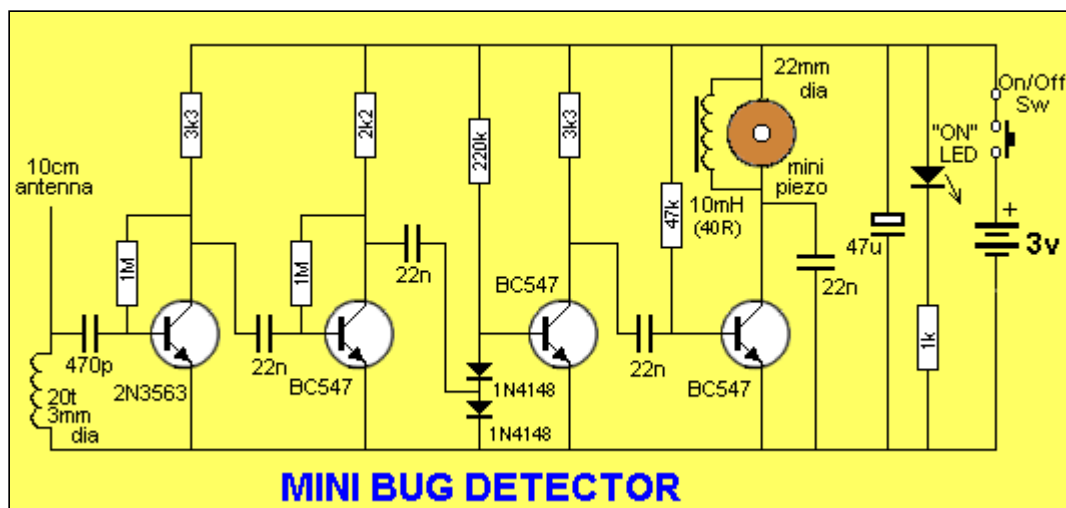 3k3
2k2
220k
3k3
22mm
dia
On/Off
Sw
"ON"
LED
10cm
antenna
1M
1M
22n
47k
mini
piezo
10mH
(40R)
+
3v
47u
22n
BC547
470p
2N3563
22n
BC547
1N4148
22n
BC547
1k
20t
3mm
dia
1N4148
MINI BUG DETECTOR